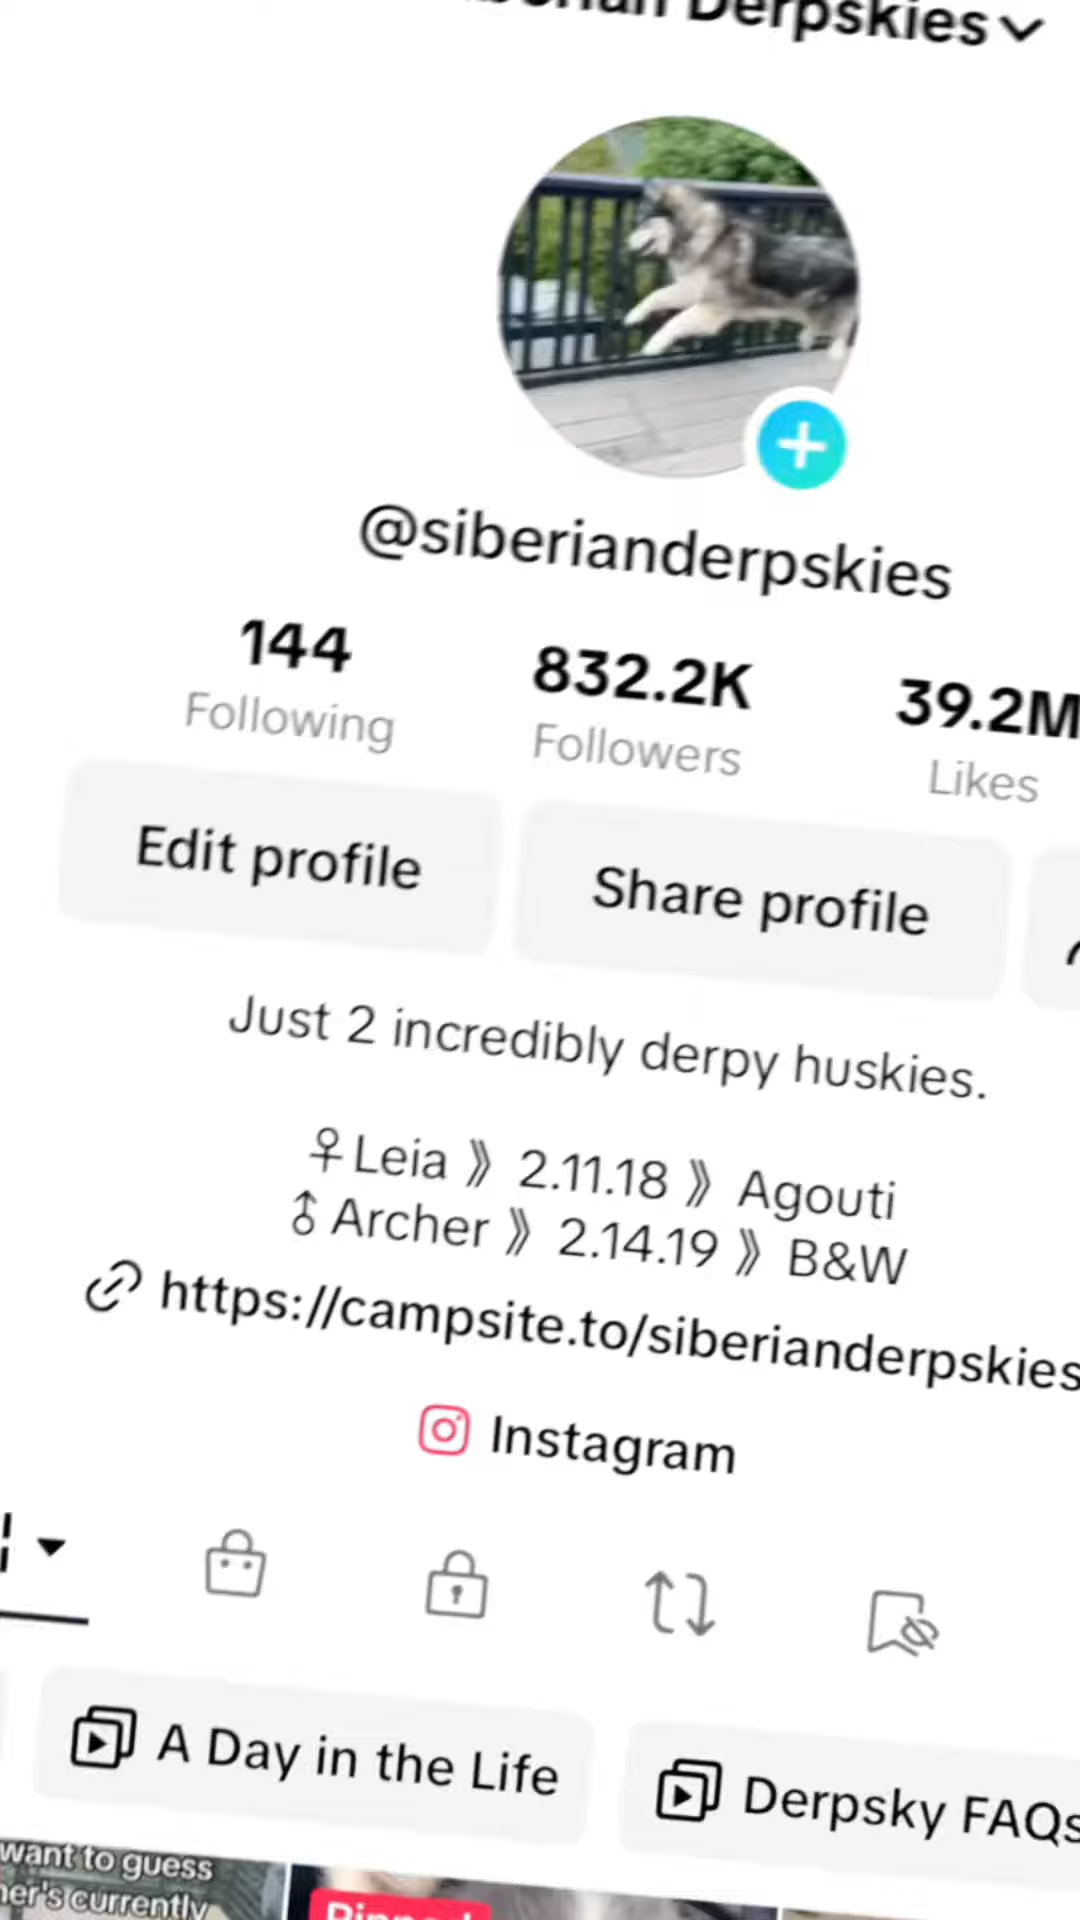 Derpskies
@siberianderpskies
144
Following
832.2K
Followers
39.2M
Likes
Edit profile
Share profile
Just 2 incredibly derpy huskies.
♀Leia 》 2.11.18 》 Agouti
♂Archer 》 2.14.19 》 B&W
https://campsite.to/siberianderpskies
Instagram
A Day in the Life
Derpsky FAQs
want to guess
currently
Pinned